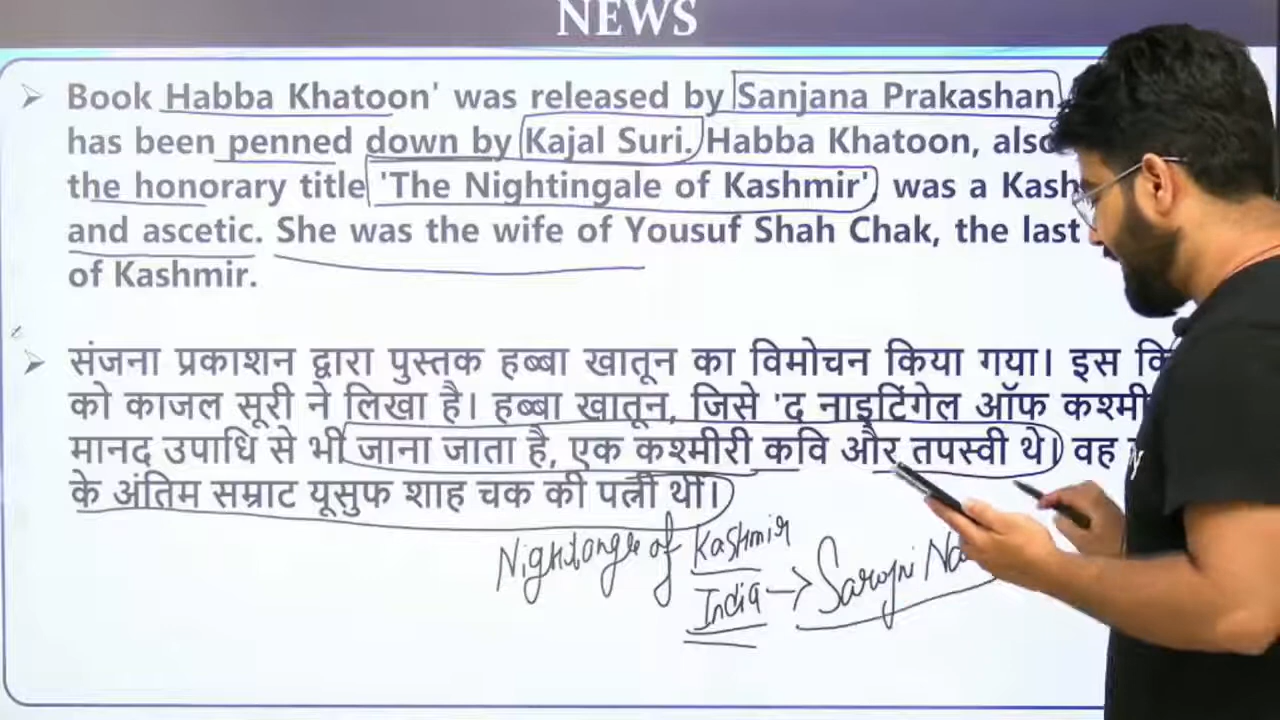 NEWS
Book Habba Khatoon' was released by Sanjana Prakashan
has been penned down by Kajal Suri. Habba Khatoon, also
the honorary title 'The Nightingale of Kashmir', was a Kash
and ascetic. She was the wife of Yousuf Shah Chak, the last
of Kashmir.
संजना प्रकाशन द्वारा पुस्तक हब्बा खातून का विमोचन किया गया। इस कि
को काजल सूरी ने लिखा है। हब्बा खातून, जिसे 'द नाइटिंगेल ऑफ कश्मी
मानद उपाधि से भी जाना जाता है, एक कश्मीरी कवि और तपस्वी थे। वह
के अंतिम सम्राट यूसुफ शाह चक की पत्नी थीं।
of Kashmir
India → Sarojni Na